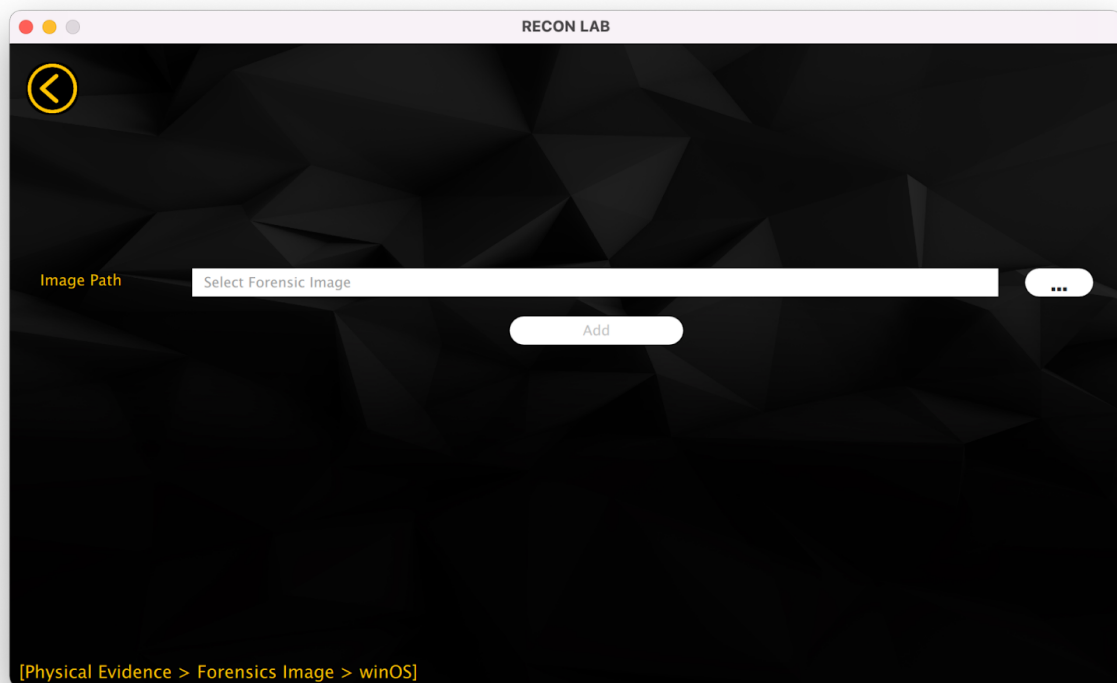 RECON LAB
Image Path
Select Forensic Image
...
Add
[Physical Evidence > Forensics Image > winOS]